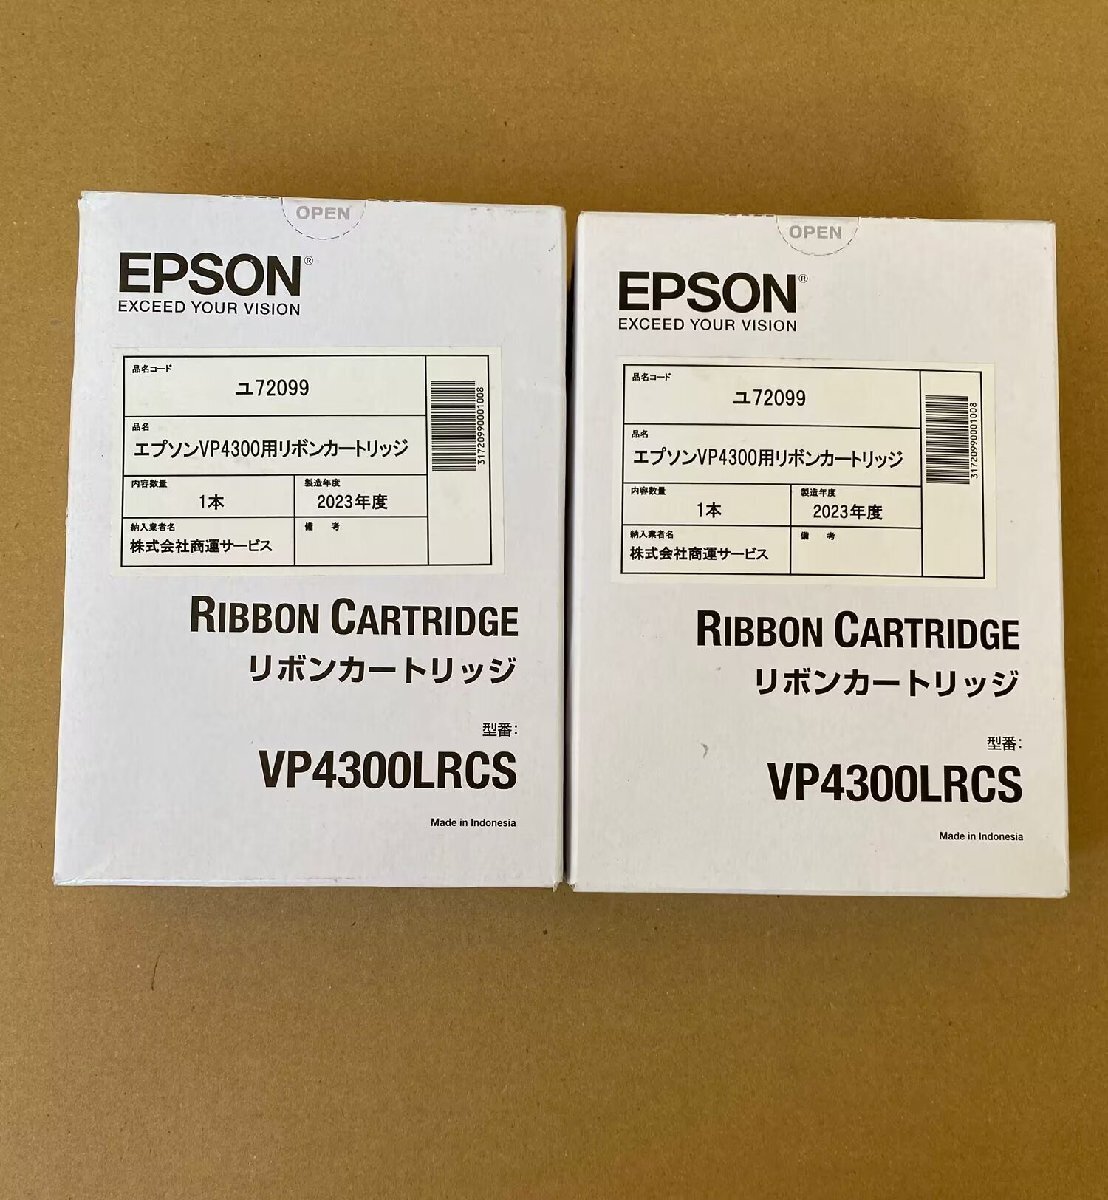 OPEN
EPSON®
EXCEED YOUR VISION
品名コード
ユ72099
品名
エプソンVP4300用リボンカートリッジ
内容数量
1本
製造年度
2023年度
納入業者名
株式会社商運サービス
備 考
3172099001008
RIBBON CARTRIDGE
リボンカートリッジ
型番:
VP4300LRCS
Made in Indonesia
OPEN
EPSON®
EXCEED YOUR VISION
品名コード
ユ72099
品名
エプソンVP4300用リボンカートリッジ
内容数量
1本
製造年度
2023年度
納入業者名
株式会社商運サービス
備 考
3172099001008
RIBBON CARTRIDGE
リボンカートリッジ
型番:
VP4300LRCS
Made in Indonesia